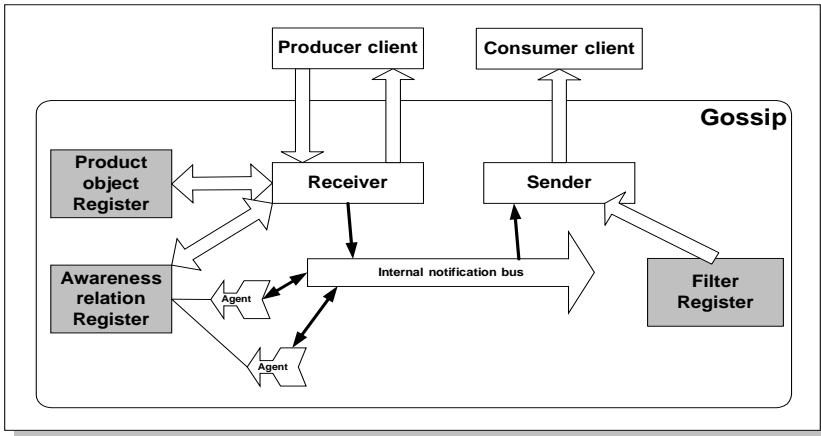 Producer client
Consumer client
Gossip
Product
object
Register
Receiver
Sender
Awareness
relation
Register
Agent
Internal notification bus
Filter
Register
Agent